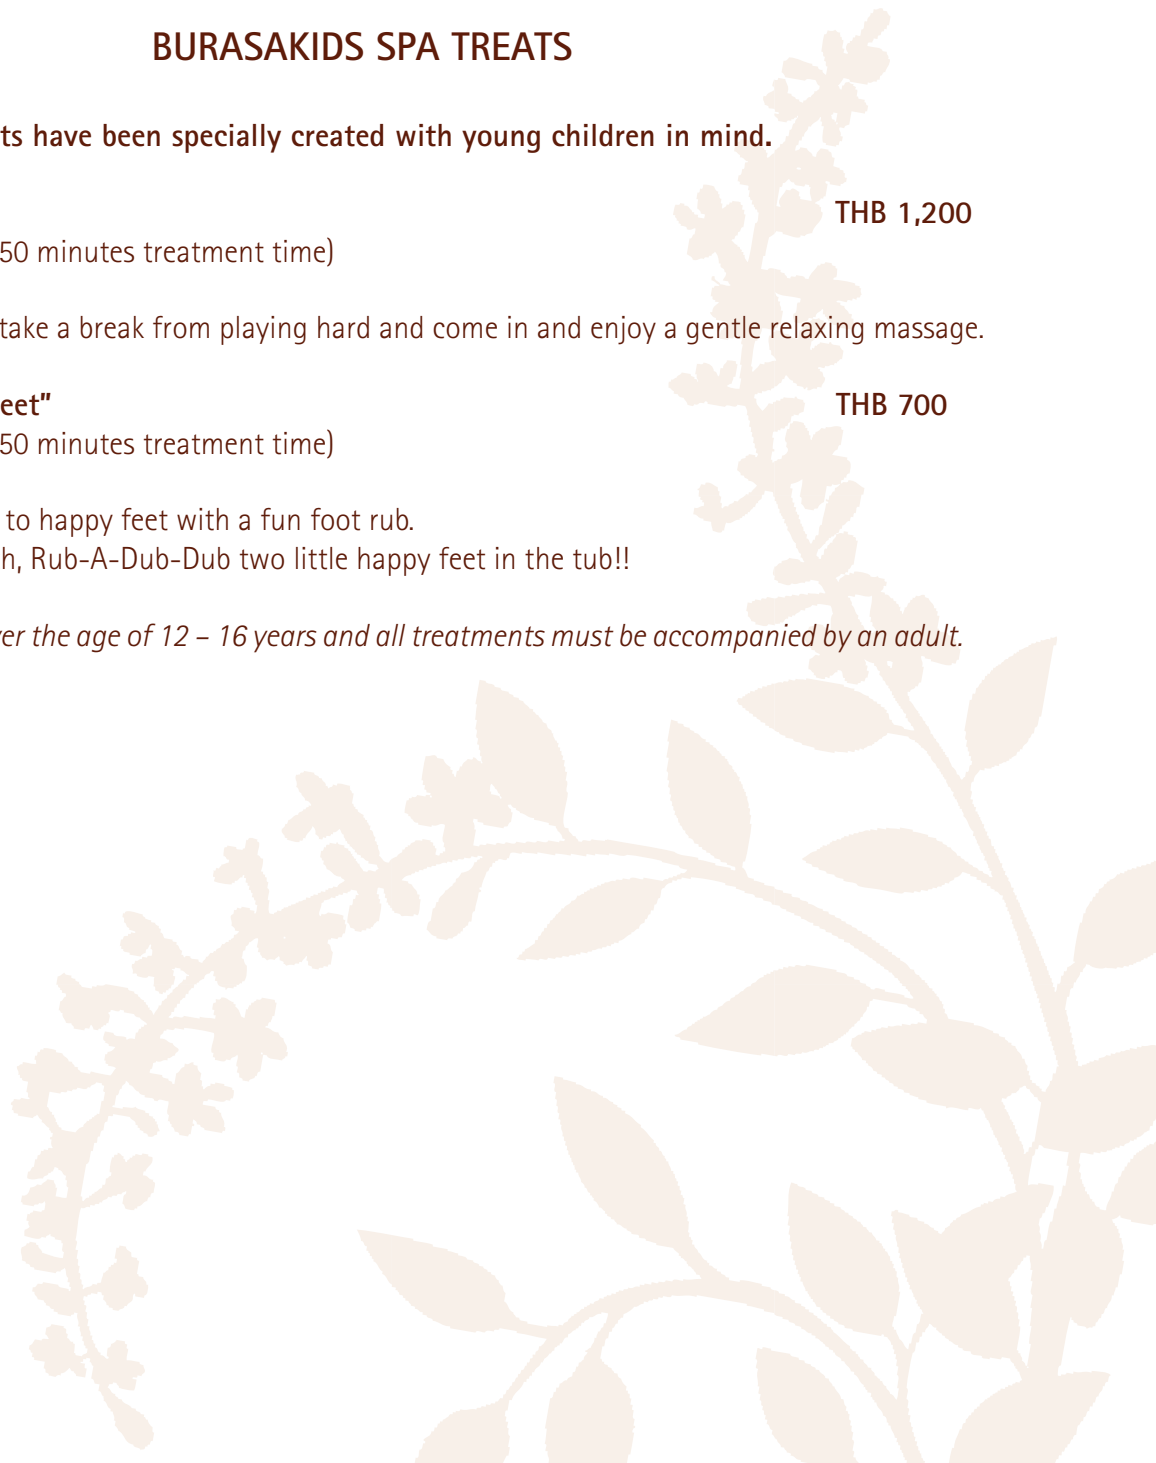 BURASAKIDS SPA TREATS
ts have been specially created with young children in mind.
THB 1,200
50 minutes treatment time)
take a break from playing hard and come in and enjoy a gentle relaxing massage.
eet” THB 700
50 minutes treatment time)
to happy feet with a fun foot rub.
h, Rub-A-Dub-Dub two little happy feet in the tub!!
er the age of 12 – 16 years and all treatments must be accompanied by an adult.